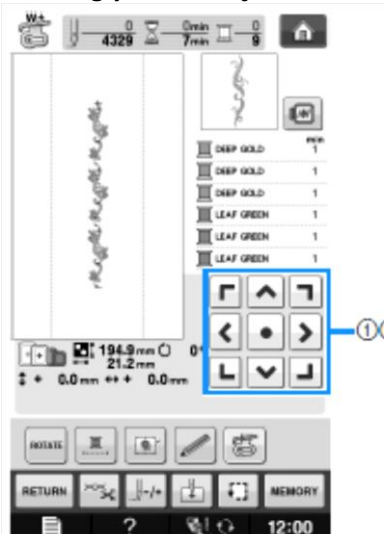 W+
0
4329
0min
7min
0
9
min
DEEP GOLD 1
DEEP GOLD 1
DEEP GOLD 1
LEAF GREEN 1
LEAF GREEN 1
LEAF GREEN 1
194.9mm 0°
21.2mm
+ 0.0mm + 0.0mm
1
ROTATE
RETURN
-/+
MEMORY
?
12:00